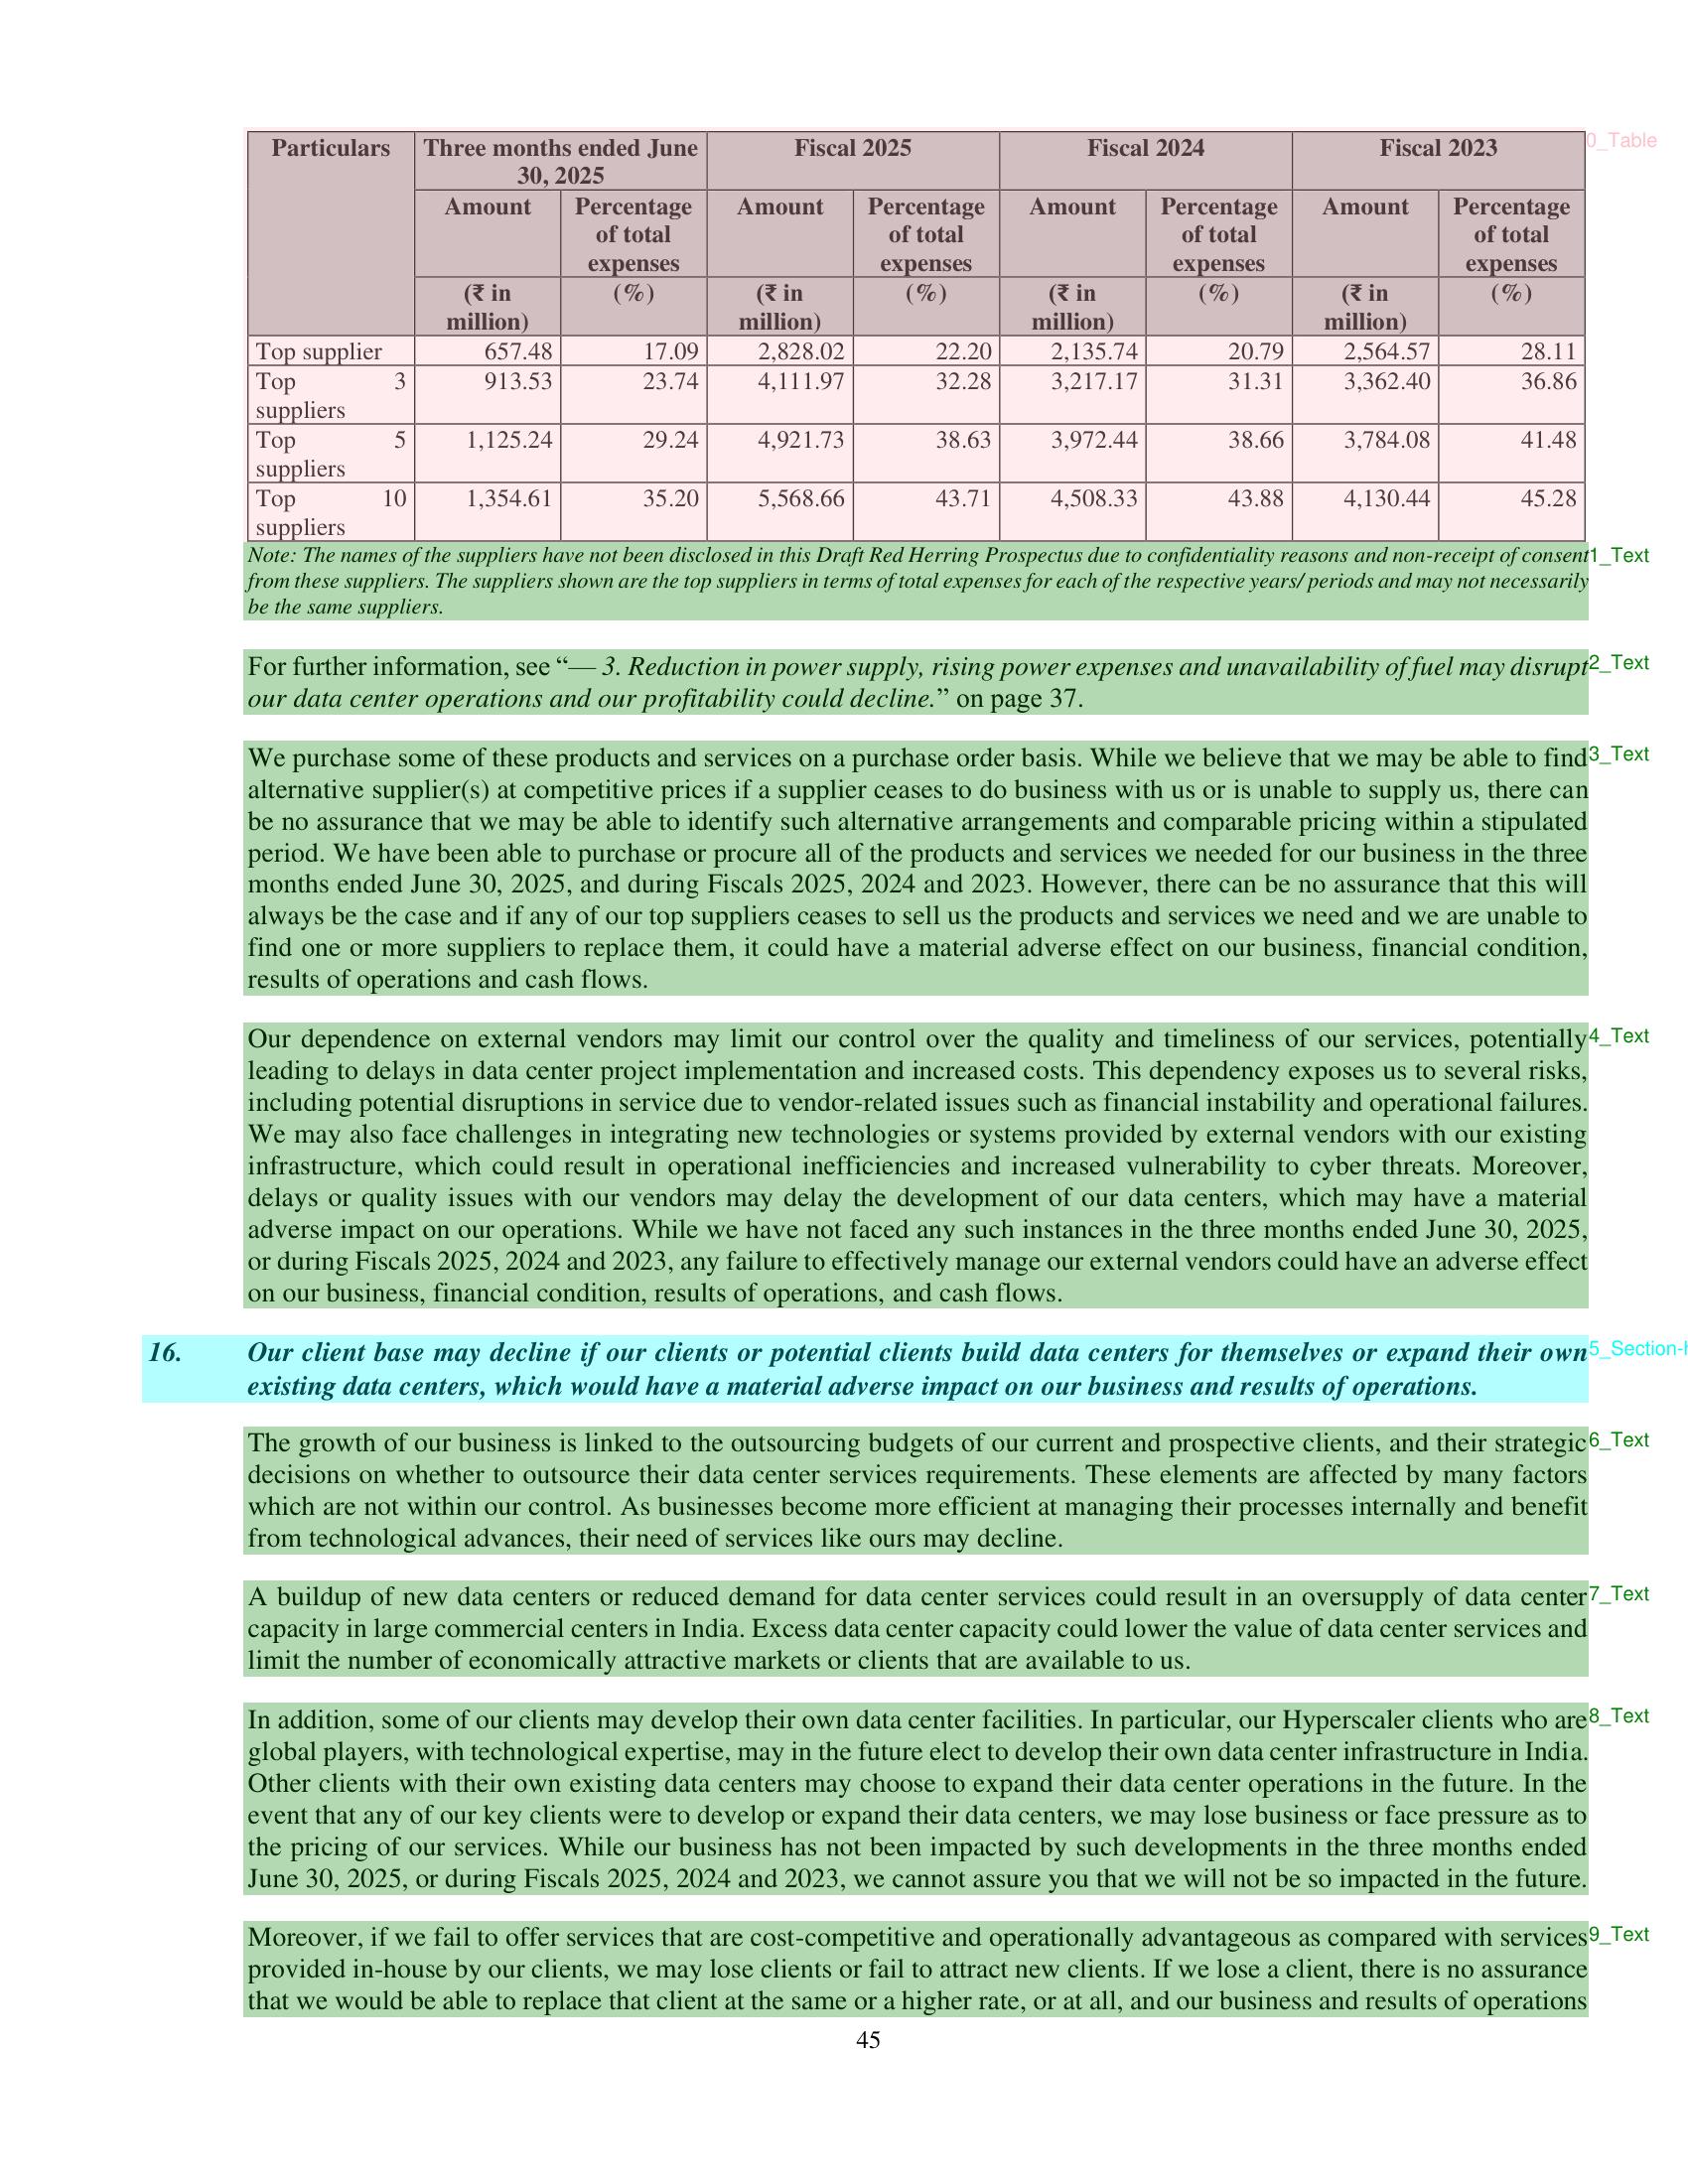 Particulars Three months ended June 30, 2025 Fiscal 2025 Fiscal 2024 Fiscal 2023
Amount Percentage of total expenses Amount Percentage of total expenses Amount Percentage of total expenses Amount Percentage of total expenses
(₹ in million) (%) (₹ in million) (%) (₹ in million) (%) (₹ in million) (%)
Top supplier 657.48 17.09 2,828.02 22.20 2,135.74 20.79 2,564.57 28.11
Top 3 suppliers 913.53 23.74 4,111.97 32.28 3,217.17 31.31 3,362.40 36.86
Top 5 suppliers 1,125.24 29.24 4,921.73 38.63 3,972.44 38.66 3,784.08 41.48
Top 10 suppliers 1,354.61 35.20 5,568.66 43.71 4,508.33 43.88 4,130.44 45.28
0_Table
Note: The names of the suppliers have not been disclosed in this Draft Red Herring Prospectus due to confidentiality reasons and non-receipt of consent
1_Text
from these suppliers. The suppliers shown are the top suppliers in terms of total expenses for each of the respective years/ periods and may not necessarily
be the same suppliers.
For further information, see “— 3. Reduction in power supply, rising power expenses and unavailability of fuel may disrupt
2_Text
our data center operations and our profitability could decline.” on page 37.
We purchase some of these products and services on a purchase order basis. While we believe that we may be able to find
3_Text
alternative supplier(s) at competitive prices if a supplier ceases to do business with us or is unable to supply us, there can
be no assurance that we may be able to identify such alternative arrangements and comparable pricing within a stipulated
period. We have been able to purchase or procure all of the products and services we needed for our business in the three
months ended June 30, 2025, and during Fiscals 2025, 2024 and 2023. However, there can be no assurance that this will
always be the case and if any of our top suppliers ceases to sell us the products and services we need and we are unable to
find one or more suppliers to replace them, it could have a material adverse effect on our business, financial condition,
results of operations and cash flows.
Our dependence on external vendors may limit our control over the quality and timeliness of our services, potentially
4_Text
leading to delays in data center project implementation and increased costs. This dependency exposes us to several risks,
including potential disruptions in service due to vendor-related issues such as financial instability and operational failures.
We may also face challenges in integrating new technologies or systems provided by external vendors with our existing
infrastructure, which could result in operational inefficiencies and increased vulnerability to cyber threats. Moreover,
delays or quality issues with our vendors may delay the development of our data centers, which may have a material
adverse impact on our operations. While we have not faced any such instances in the three months ended June 30, 2025,
or during Fiscals 2025, 2024 and 2023, any failure to effectively manage our external vendors could have an adverse effect
on our business, financial condition, results of operations, and cash flows.
16. Our client base may decline if our clients or potential clients build data centers for themselves or expand their own
5_Section-H
existing data centers, which would have a material adverse impact on our business and results of operations.
The growth of our business is linked to the outsourcing budgets of our current and prospective clients, and their strategic
6_Text
decisions on whether to outsource their data center services requirements. These elements are affected by many factors
which are not within our control. As businesses become more efficient at managing their processes internally and benefit
from technological advances, their need of services like ours may decline.
A buildup of new data centers or reduced demand for data center services could result in an oversupply of data center
7_Text
capacity in large commercial centers in India. Excess data center capacity could lower the value of data center services and
limit the number of economically attractive markets or clients that are available to us.
In addition, some of our clients may develop their own data center facilities. In particular, our Hyperscaler clients who are
8_Text
global players, with technological expertise, may in the future elect to develop their own data center infrastructure in India.
Other clients with their own existing data centers may choose to expand their data center operations in the future. In the
event that any of our key clients were to develop or expand their data centers, we may lose business or face pressure as to
the pricing of our services. While our business has not been impacted by such developments in the three months ended
June 30, 2025, or during Fiscals 2025, 2024 and 2023, we cannot assure you that we will not be so impacted in the future.
Moreover, if we fail to offer services that are cost-competitive and operationally advantageous as compared with services
9_Text
provided in-house by our clients, we may lose clients or fail to attract new clients. If we lose a client, there is no assurance
that we would be able to replace that client at the same or a higher rate, or at all, and our business and results of operations
45